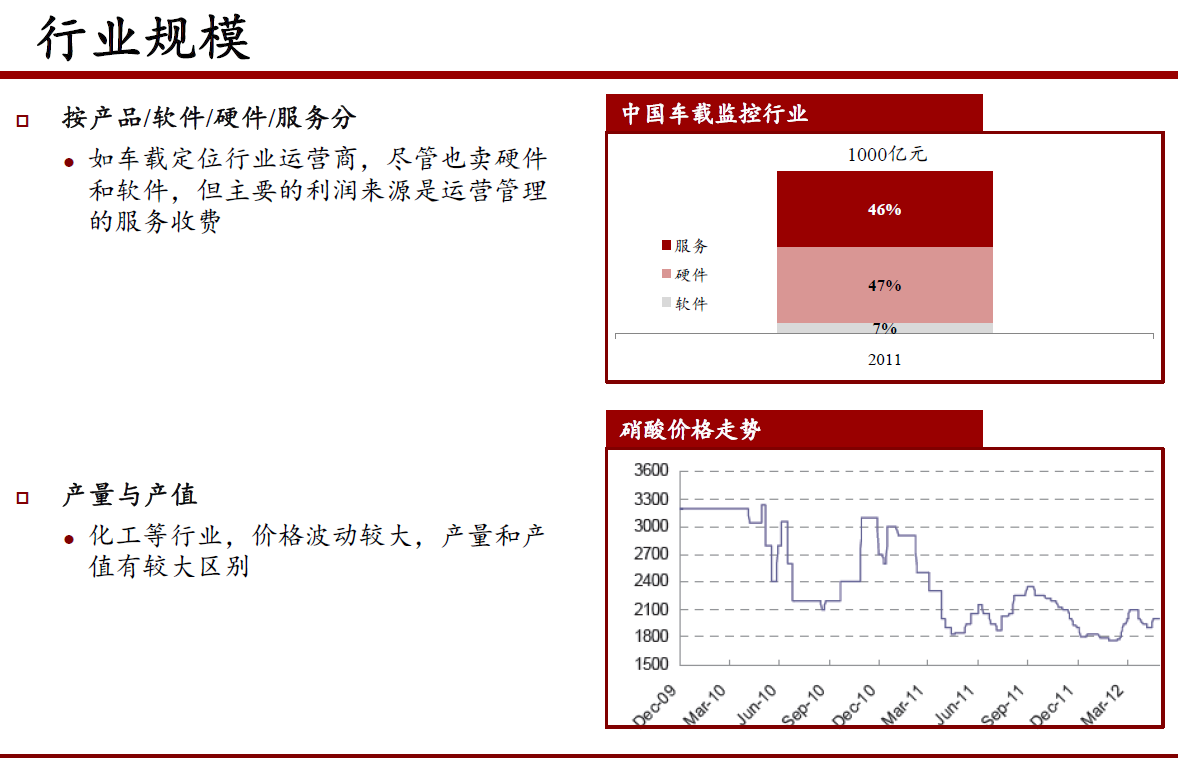 行业规模
按产品/软件/硬件/服务分
如车载定位行业运营商，尽管也卖硬件
和软件，但主要的利润来源是运营管理
的服务收费
中国车载监控行业
1000亿元
46%
服务
硬件
47%
软件
7%
2011
产量与产值
化工等行业，价格波动较大，产量和产
值有较大区别
硝酸价格走势
3600
3300
3000
2700
2400
2100
1800
1500
Dec-09
Mar-10
Jun-10
Sep-10
Dec-10
Mar-11
Jun-11
Sep-11
Dec-11
Mar-12